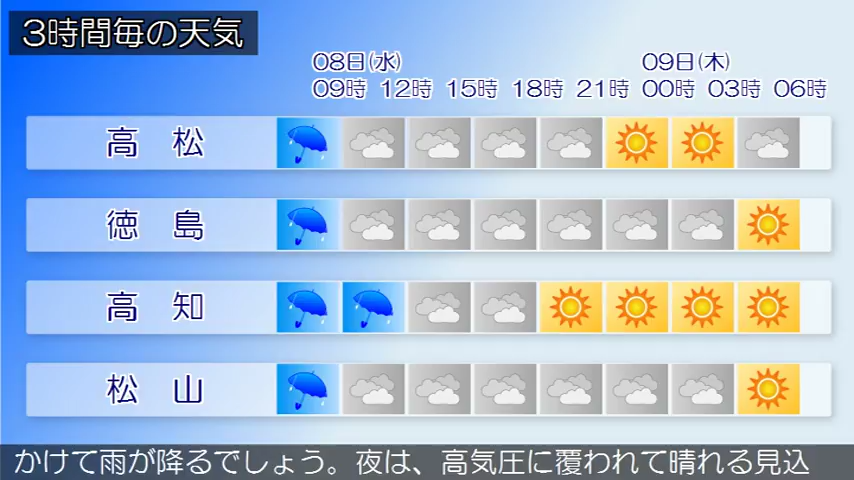 3時間毎の天気
08日(水) 09日(木)
09時 12時 15時 18時 21時 00時 03時 06時
高松
徳島
高知
松山
かけて雨が降るでしょう。夜は、高気圧に覆われて晴れる見込